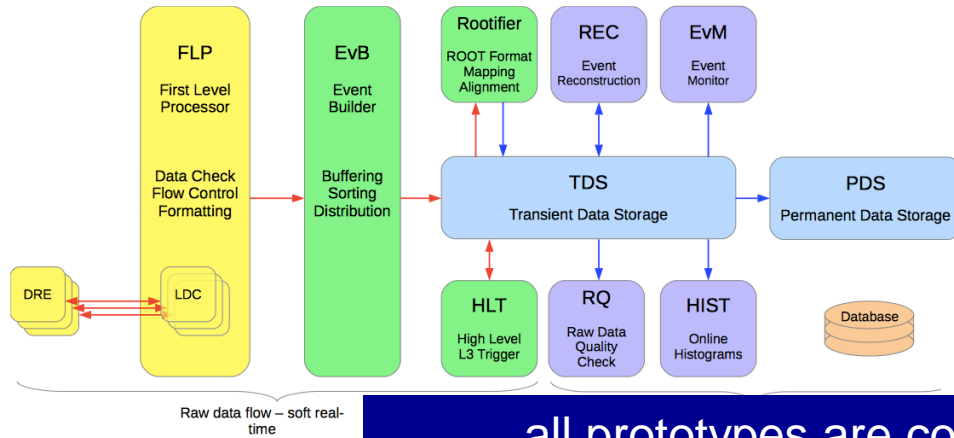 FLP
First Level
Processor
Data Check
Flow Control
Formatting
DRE
LDC
EvB
Event
Builder
Buffering
Sorting
Distribution
Rootifier
ROOT Format
Mapping
Alignment
REC
Event
Reconstruction
EvM
Event
Monitor
TDS
Transient Data Storage
PDS
Permanent Data Storage
HLT
High Level
L3 Trigger
RQ
Raw Data
Quality
Check
HIST
Online
Histograms
Database
Raw data flow – soft real-
time
all prototypes are co